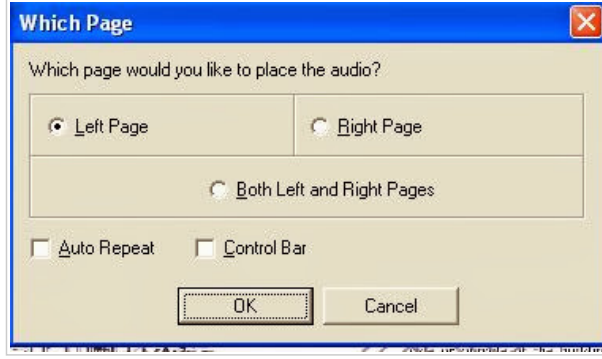 Which Page
Which page would you like to place the audio?
Left Page
Right Page
Both Left and Right Pages
Auto Repeat
Control Bar
OK
Cancel